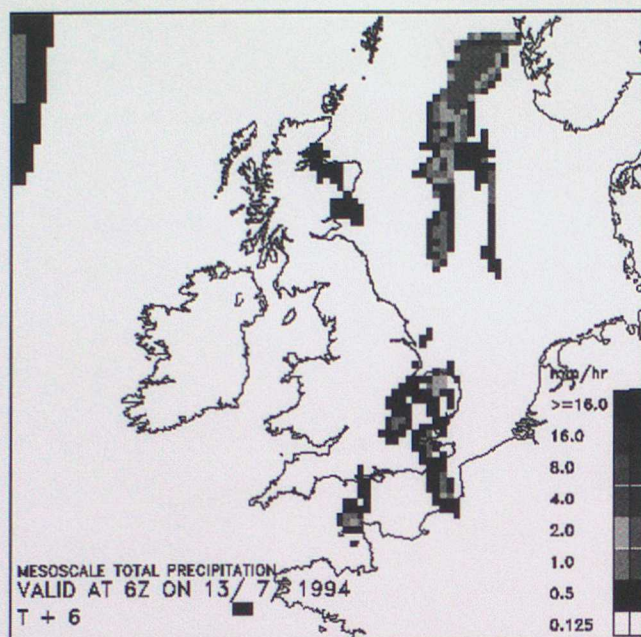 mm/hr
>=16.0
16.0
8.0
4.0
2.0
1.0
0.5
0.125
MESOSCALE TOTAL PRECIPITATION
VALID AT 6Z ON 13/ 7/ 1994
T + 6